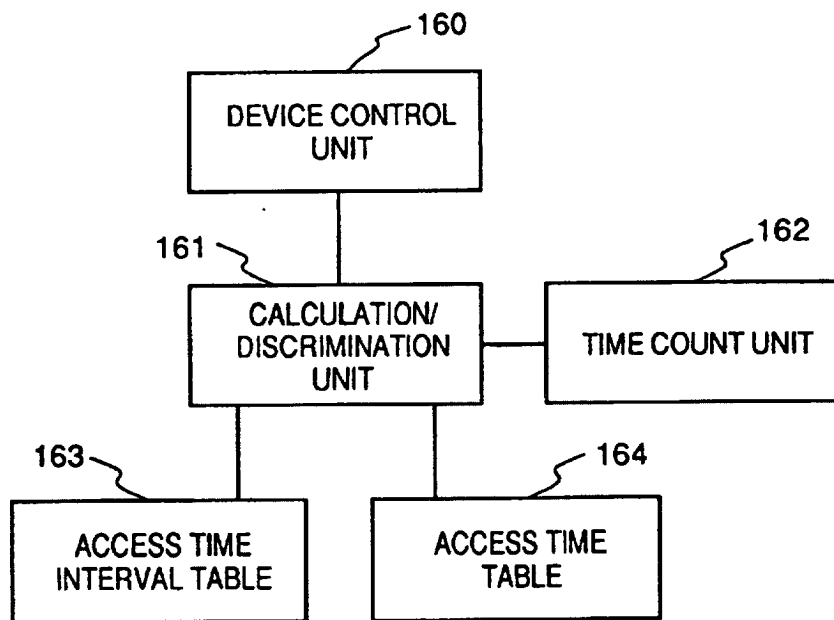 160
DEVICE CONTROL
UNIT
161
CALCULATION/
DISCRIMINATION
UNIT
162
TIME COUNT UNIT
163
ACCESS TIME
INTERVAL TABLE
164
ACCESS TIME
TABLE